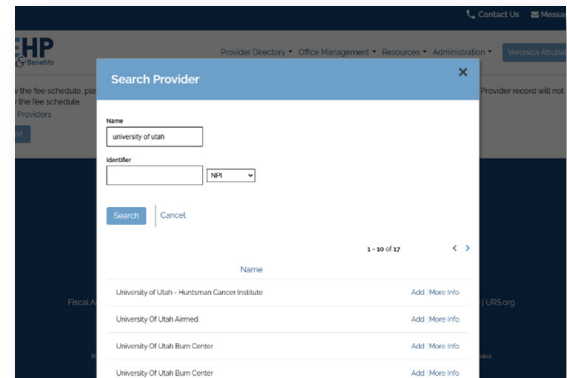 Contact Us
HP
& Benefits
Provider Directory Office Management Resources Administration
Veronica Abuba
Search Provider
the fee schedule, ple
Provider record will not
the fee schedule.
Providers
Name
university of utah
Identifier
NPI
Search Cancel
1 - 10 of 17 < >
Name
University of Utah - Huntsman Cancer Institute Add More Info
Fiscal A
| URS.org
University Of Utah Airmed Add More Info
University Of Utah Burn Center Add More Info
University Of Utah Burn Center Add More Info